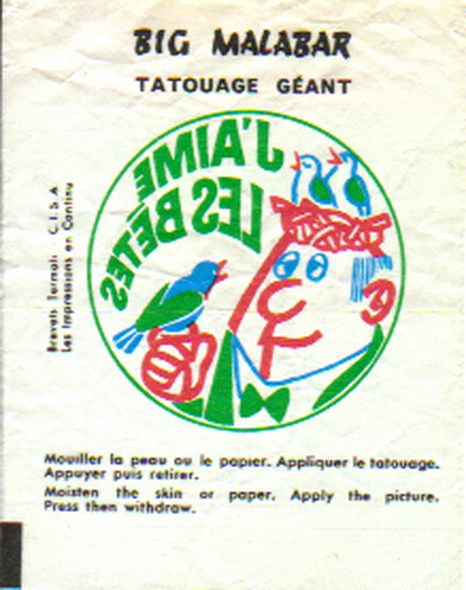 BIG MALABAR
TATOUAGE GÉANT
J'AIME
LES BÊTES
Brevets Termali - C.I.S.A
Les Impressions en Continu
Mouiller la peau ou le papier. Appliquer le tatouage.
Appuyer puis retirer.
Moisten the skin or paper. Apply the picture.
Press then withdraw.